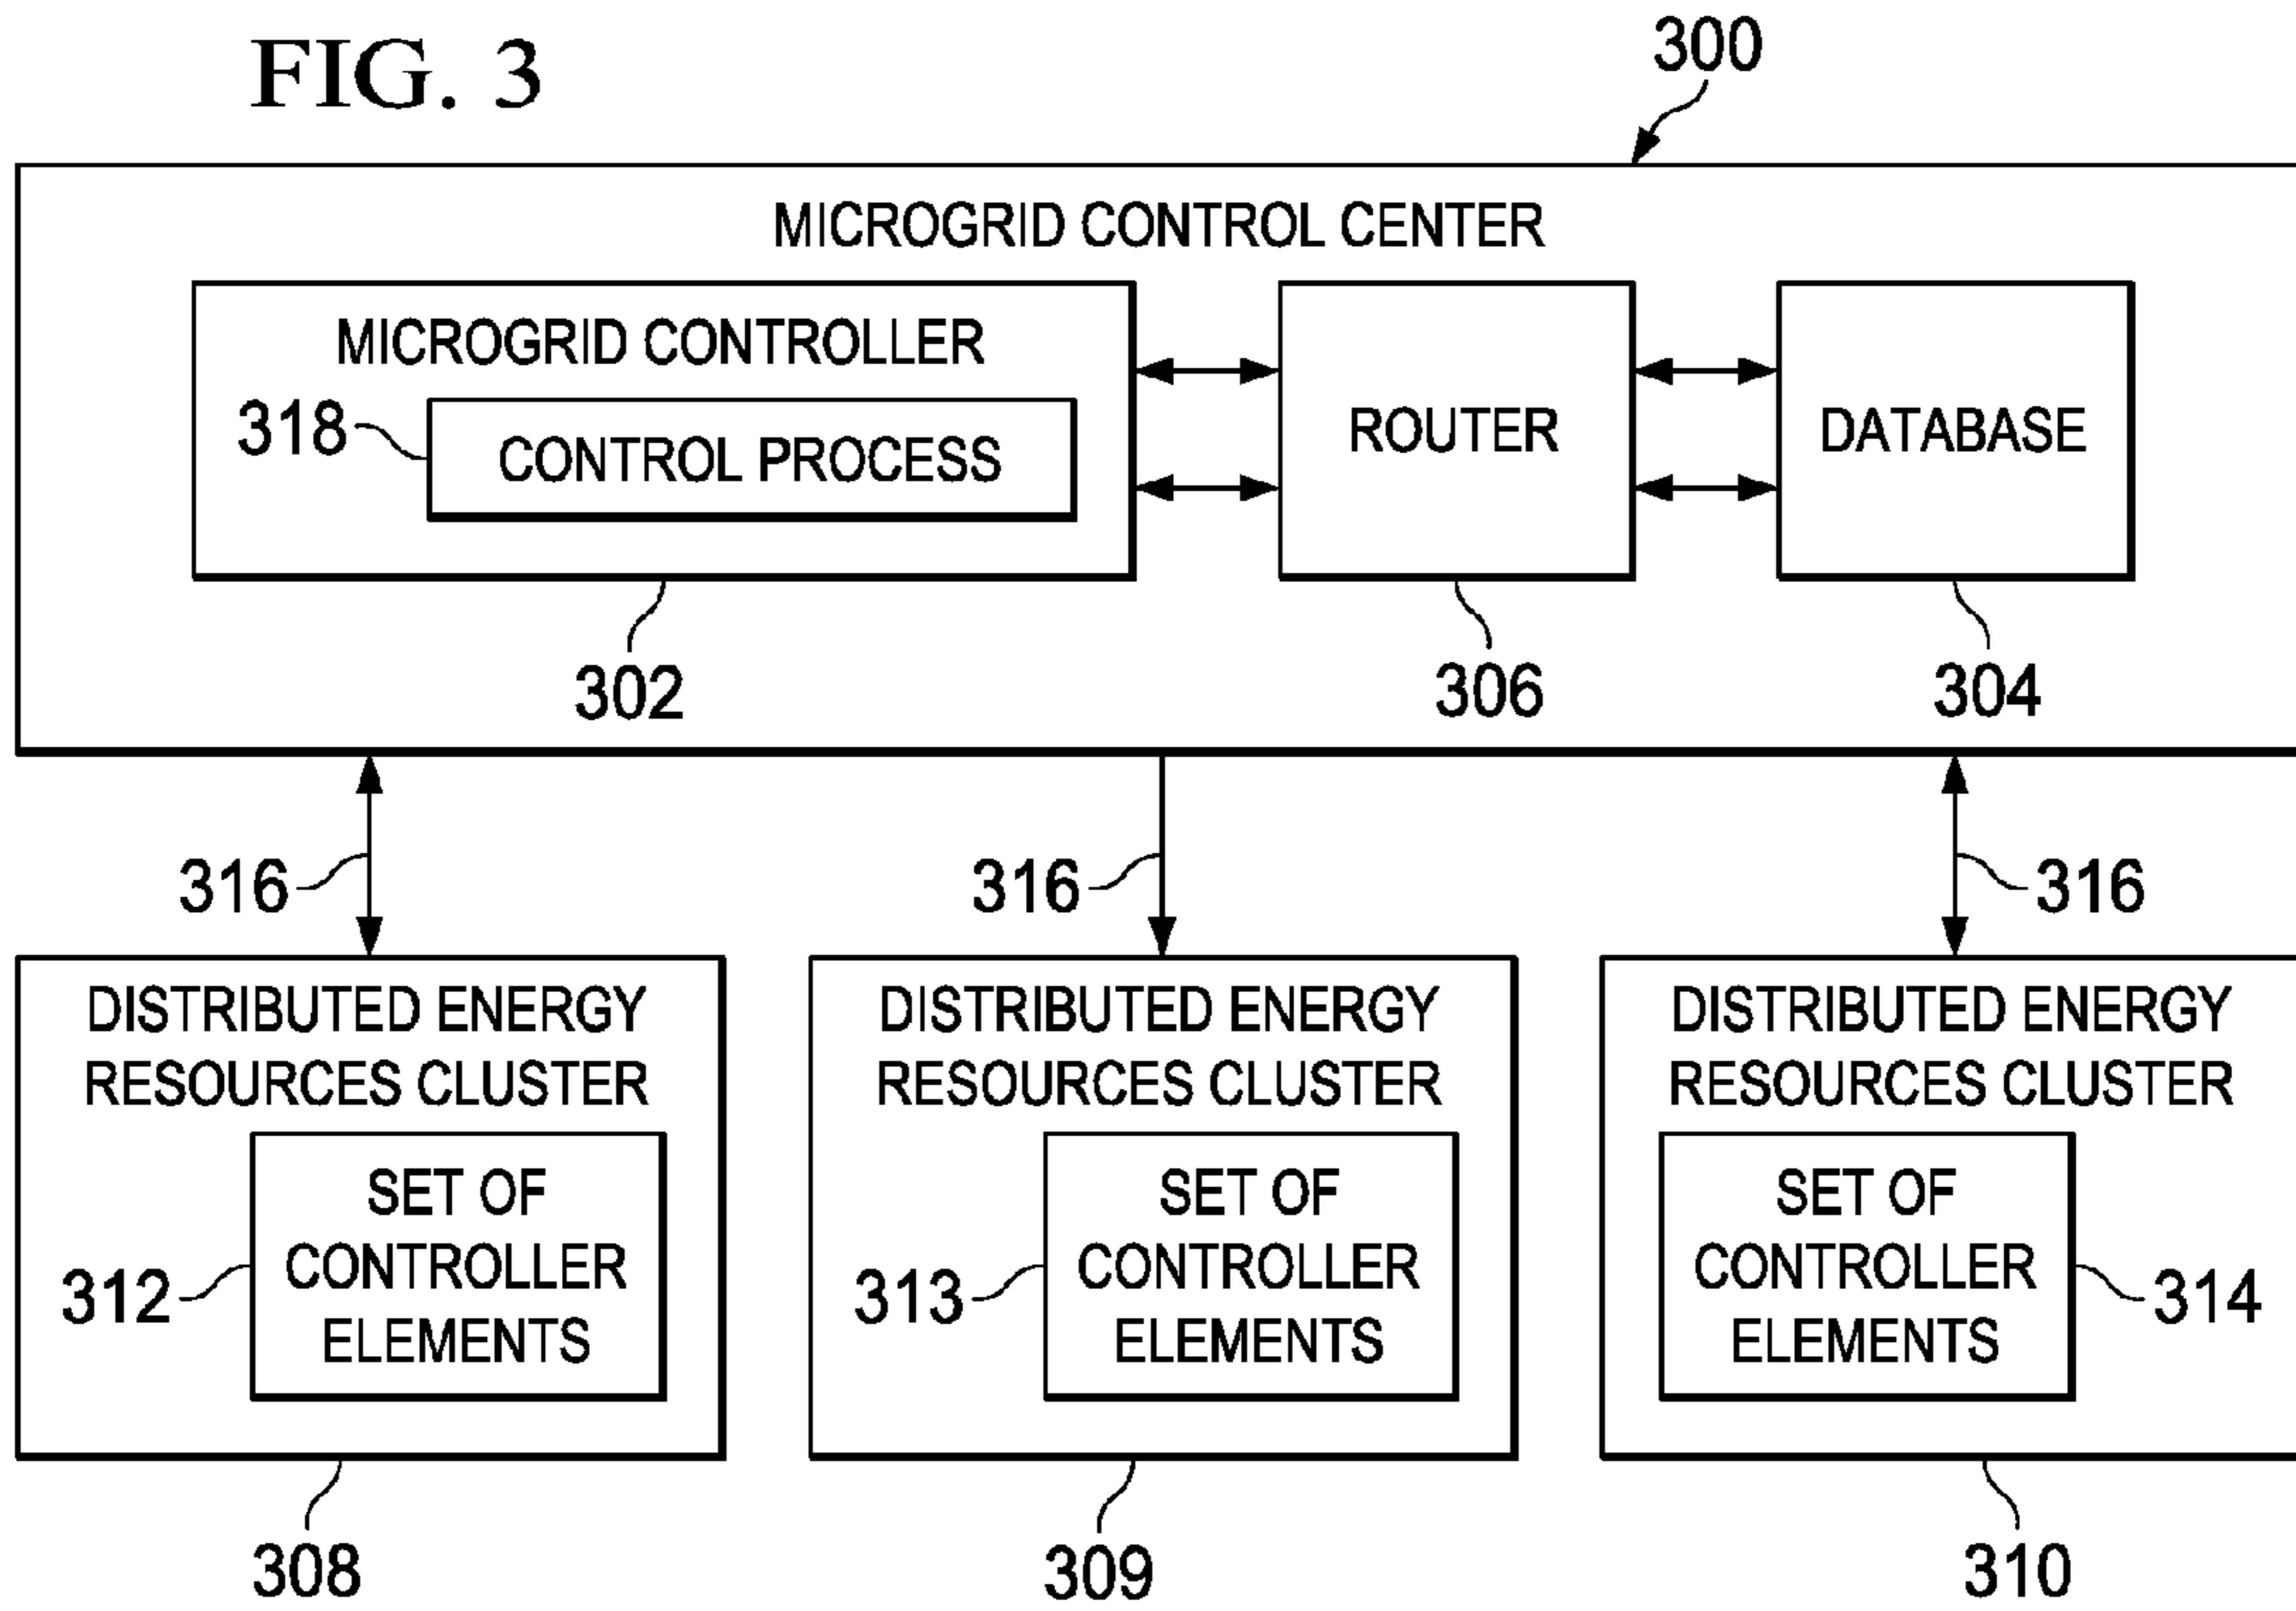 FIG. 3
300
MICROGRID CONTROL CENTER
MICROGRID CONTROLLER
318
CONTROL PROCESS
ROUTER
DATABASE
302
306
304
316
316
316
DISTRIBUTED ENERGY
RESOURCES CLUSTER
SET OF
CONTROLLER
ELEMENTS
312
308
DISTRIBUTED ENERGY
RESOURCES CLUSTER
SET OF
CONTROLLER
ELEMENTS
313
309
DISTRIBUTED ENERGY
RESOURCES CLUSTER
SET OF
CONTROLLER
ELEMENTS
314
310